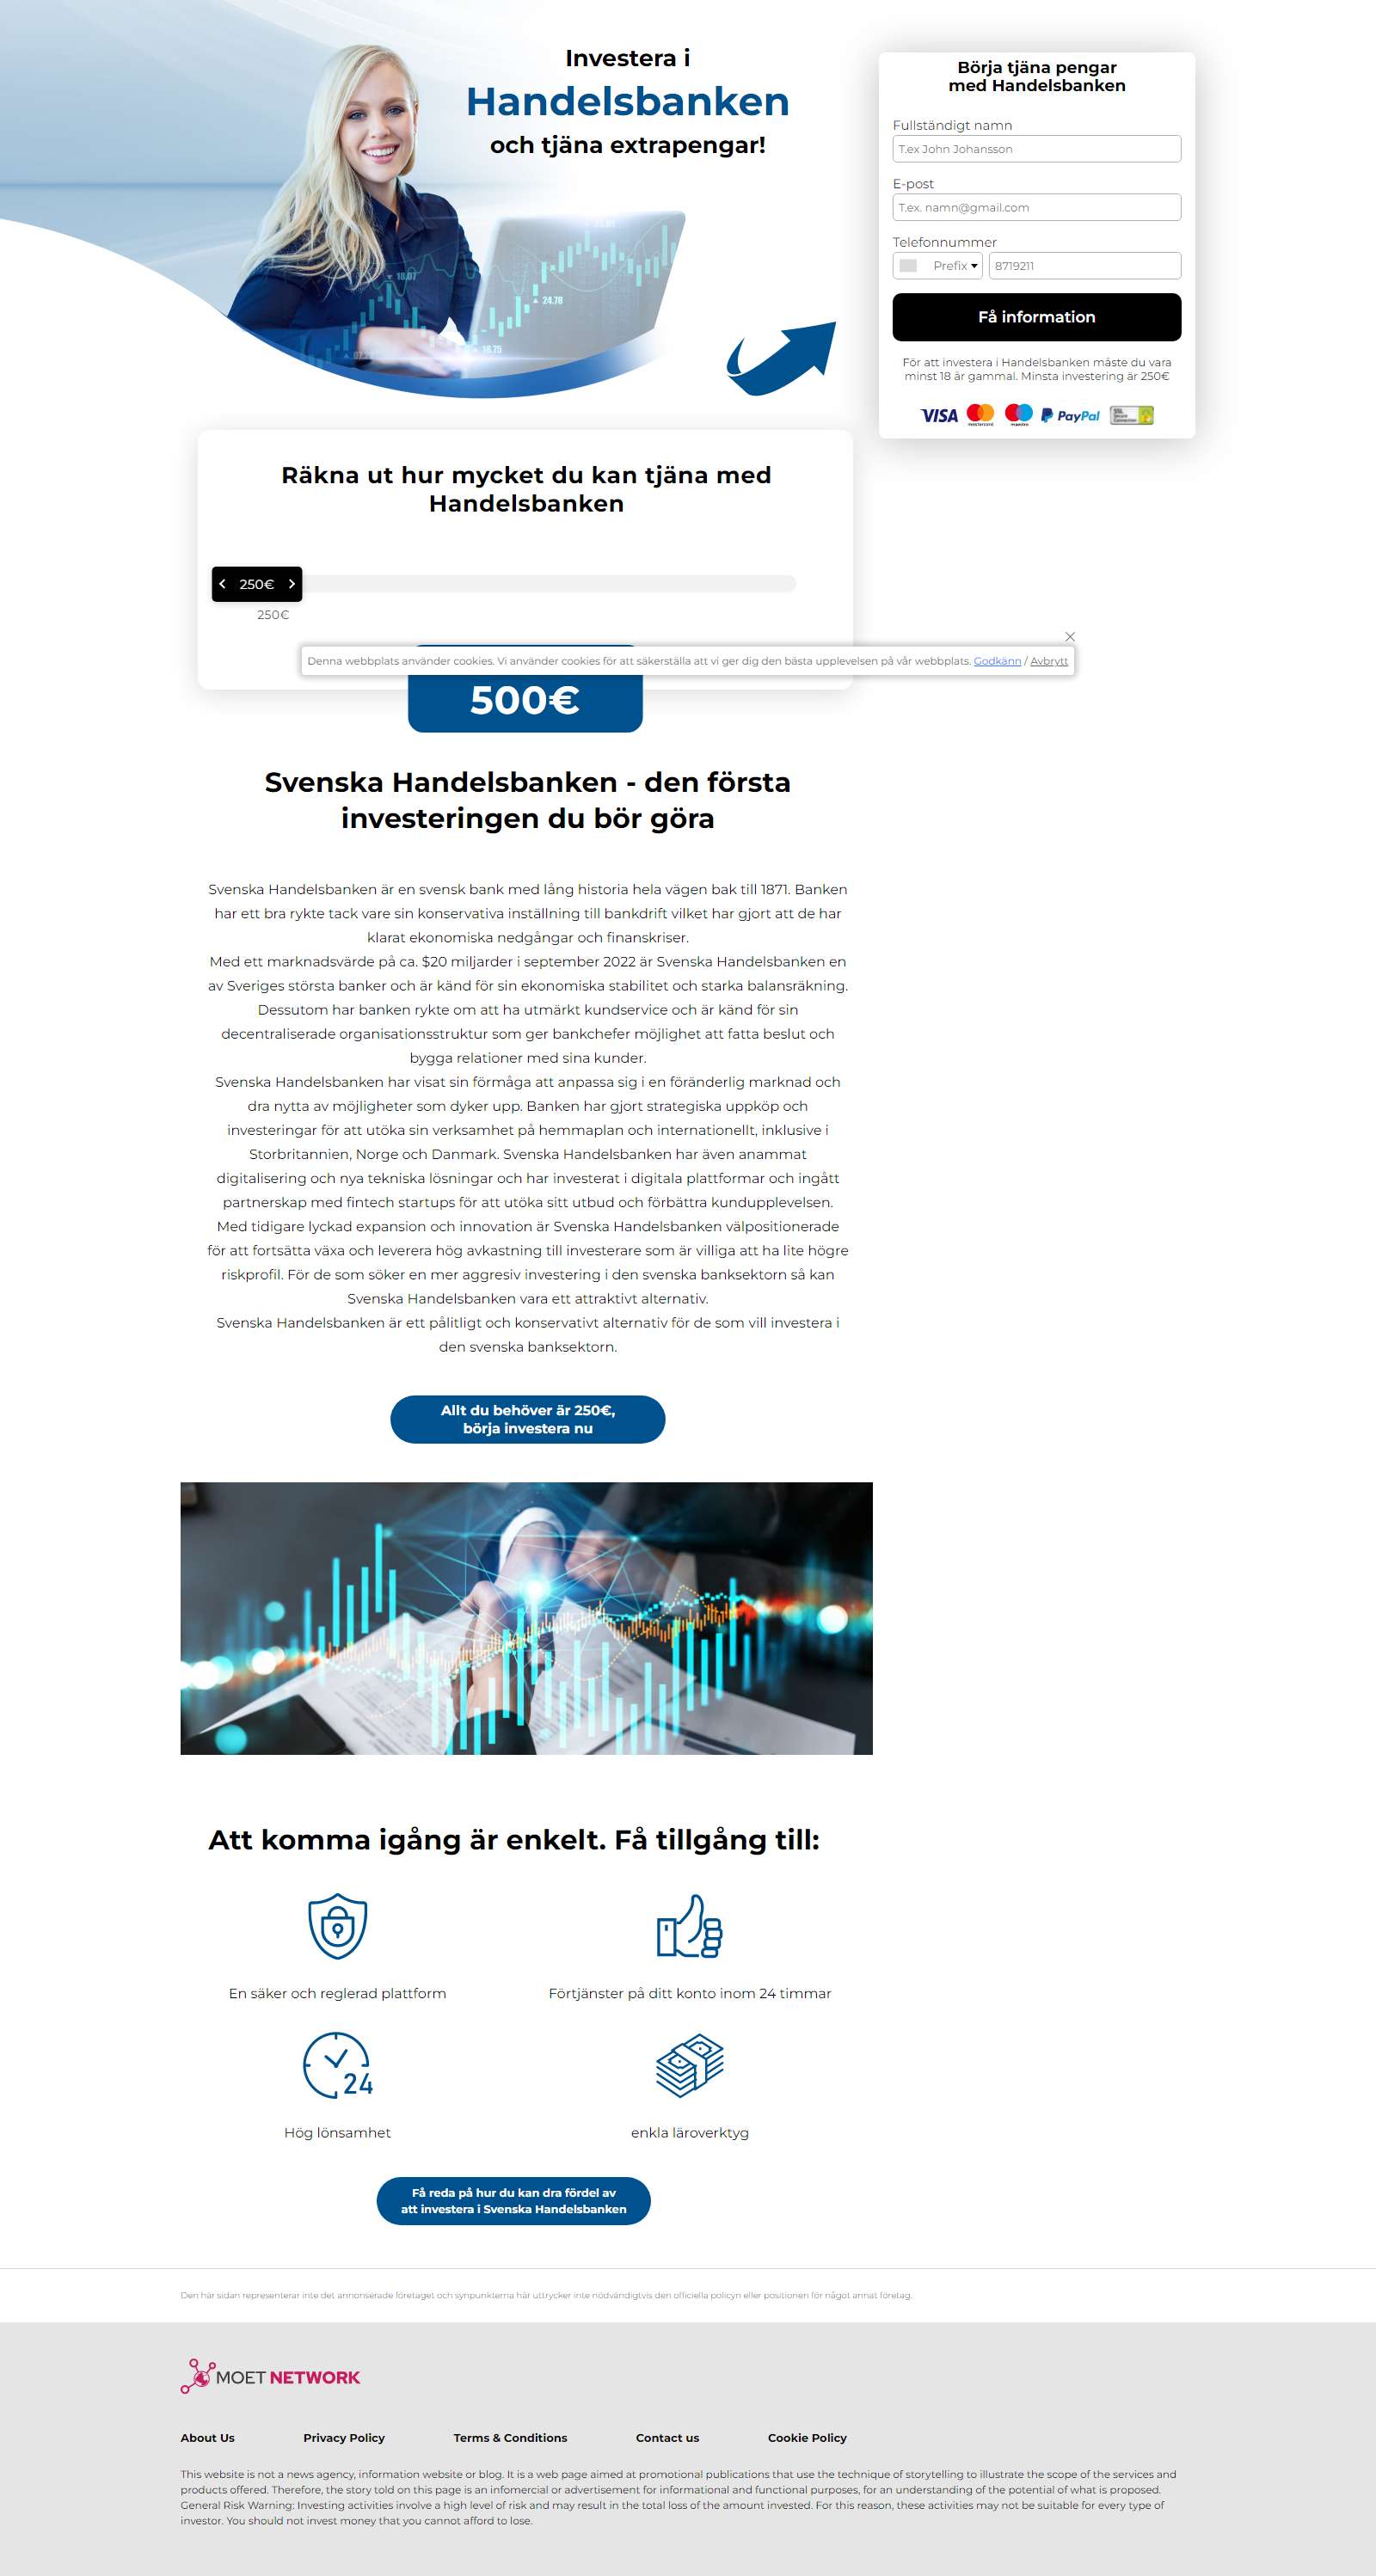 Investera i
Handelsbanken
och tjäna extrapengar!
18.07
24.78
18.75
Börja tjäna pengar
med Handelsbanken
Fullständigt namn
T.ex John Johansson
E-post
T.ex. namn@gmail.com
Telefonnummer
Prefix
8719211
Få information
För att investera i Handelsbanken måste du vara
minst 18 år gammal. Minsta investering är 250€
VISA
mastercard
maestro
PayPal
Räkna ut hur mycket du kan tjäna med
Handelsbanken
250€
250€
Denna webbplats använder cookies. Vi använder cookies för att säkerställa att vi ger dig den bästa upplevelsen på vår webbplats. Godkänn / Avbrytt
500€
Svenska Handelsbanken - den första
investeringen du bör göra
Svenska Handelsbanken är en svensk bank med lång historia hela vägen bak till 1871. Banken
har ett bra rykte tack vare sin konservativa inställning till bankdrift vilket har gjort att de har
klarat ekonomiska nedgångar och finanskriser.
Med ett marknadsvärde på ca. $20 miljarder i september 2022 är Svenska Handelsbanken en
av Sveriges största banker och är känd för sin ekonomiska stabilitet och starka balansräkning.
Dessutom har banken rykte om att ha utmärkt kundservice och är känd för sin
decentraliserade organisationsstruktur som ger bankchefer möjlighet att fatta beslut och
bygga relationer med sina kunder.
Svenska Handelsbanken har visat sin förmåga att anpassa sig i en föränderlig marknad och
dra nytta av möjligheter som dyker upp. Banken har gjort strategiska uppköp och
investeringar för att utöka sin verksamhet på hemmaplan och internationellt, inklusive i
Storbritannien, Norge och Danmark. Svenska Handelsbanken har även anammat
digitalisering och nya tekniska lösningar och har investerat i digitala plattformar och ingått
partnerskap med fintech startups för att utöka sitt utbud och förbättra kundupplevelsen.
Med tidigare lyckad expansion och innovation är Svenska Handelsbanken välpositionerade
för att fortsätta växa och leverera hög avkastning till investerare som är villiga att ha lite högre
riskprofil. För de som söker en mer aggresiv investering i den svenska banksektorn så kan
Svenska Handelsbanken vara ett attraktivt alternativ.
Svenska Handelsbanken är ett pålitligt och konservativt alternativ för de som vill investera i
den svenska banksektorn.
Allt du behöver är 250€,
börja investera nu
Att komma igång är enkelt. Få tillgång till:
En säker och reglerad plattform
Förtjänster på ditt konto inom 24 timmar
24
Hög lönsamhet
enkla läroverktyg
Få reda på hur du kan dra fördel av
att investera i Svenska Handelsbanken
Den här sidan representerar inte det annonserade företaget och synpunkterna här uttrycker inte nödvändigtvis den officiella policyn eller positionen för något annat företag.
MOET NETWORK
About Us
Privacy Policy
Terms & Conditions
Contact us
Cookie Policy
This website is not a news agency, information website or blog. It is a web page aimed at promotional publications that use the technique of storytelling to illustrate the scope of the services and
products offered. Therefore, the story told on this page is an infomercial or advertisement for informational and functional purposes, for an understanding of the potential of what is proposed.
General Risk Warning: Investing activities involve a high level of risk and may result in the total loss of the amount invested. For this reason, these activities may not be suitable for every type of
investor. You should not invest money that you cannot afford to lose.